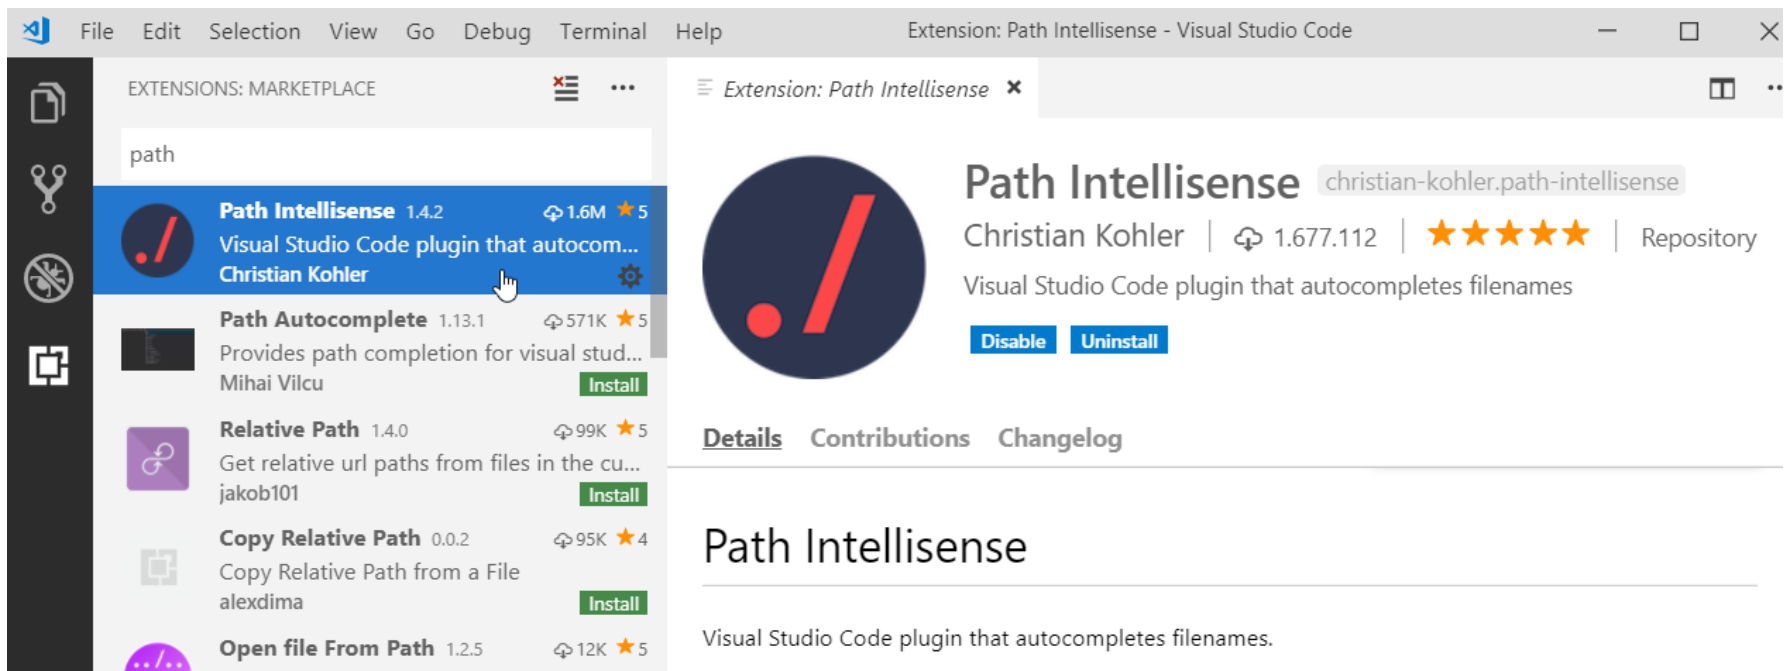 File Edit Selection View Go Debug Terminal Help
Extension: Path Intellisense - Visual Studio Code
EXTENSIONS: MARKETPLACE
path
Path Intellisense 1.4.2 1.6M 5
Visual Studio Code plugin that autocom...
Christian Kohler
Path Autocomplete 1.13.1 571K 5
Provides path completion for visual stud...
Mihai Vilcu
Install
Relative Path 1.4.0 99K 5
Get relative url paths from files in the cu...
jakob101
Install
Copy Relative Path 0.0.2 95K 4
Copy Relative Path from a File
alexdima
Install
Open file From Path 1.2.5 12K 5
Extension: Path Intellisense
Path Intellisense christian-kohler.path-intellisense
Christian Kohler | 1.677.112 | Repository
Visual Studio Code plugin that autocompletes filenames
Disable Uninstall
Details Contributions Changelog
Path Intellisense
Visual Studio Code plugin that autocompletes filenames.